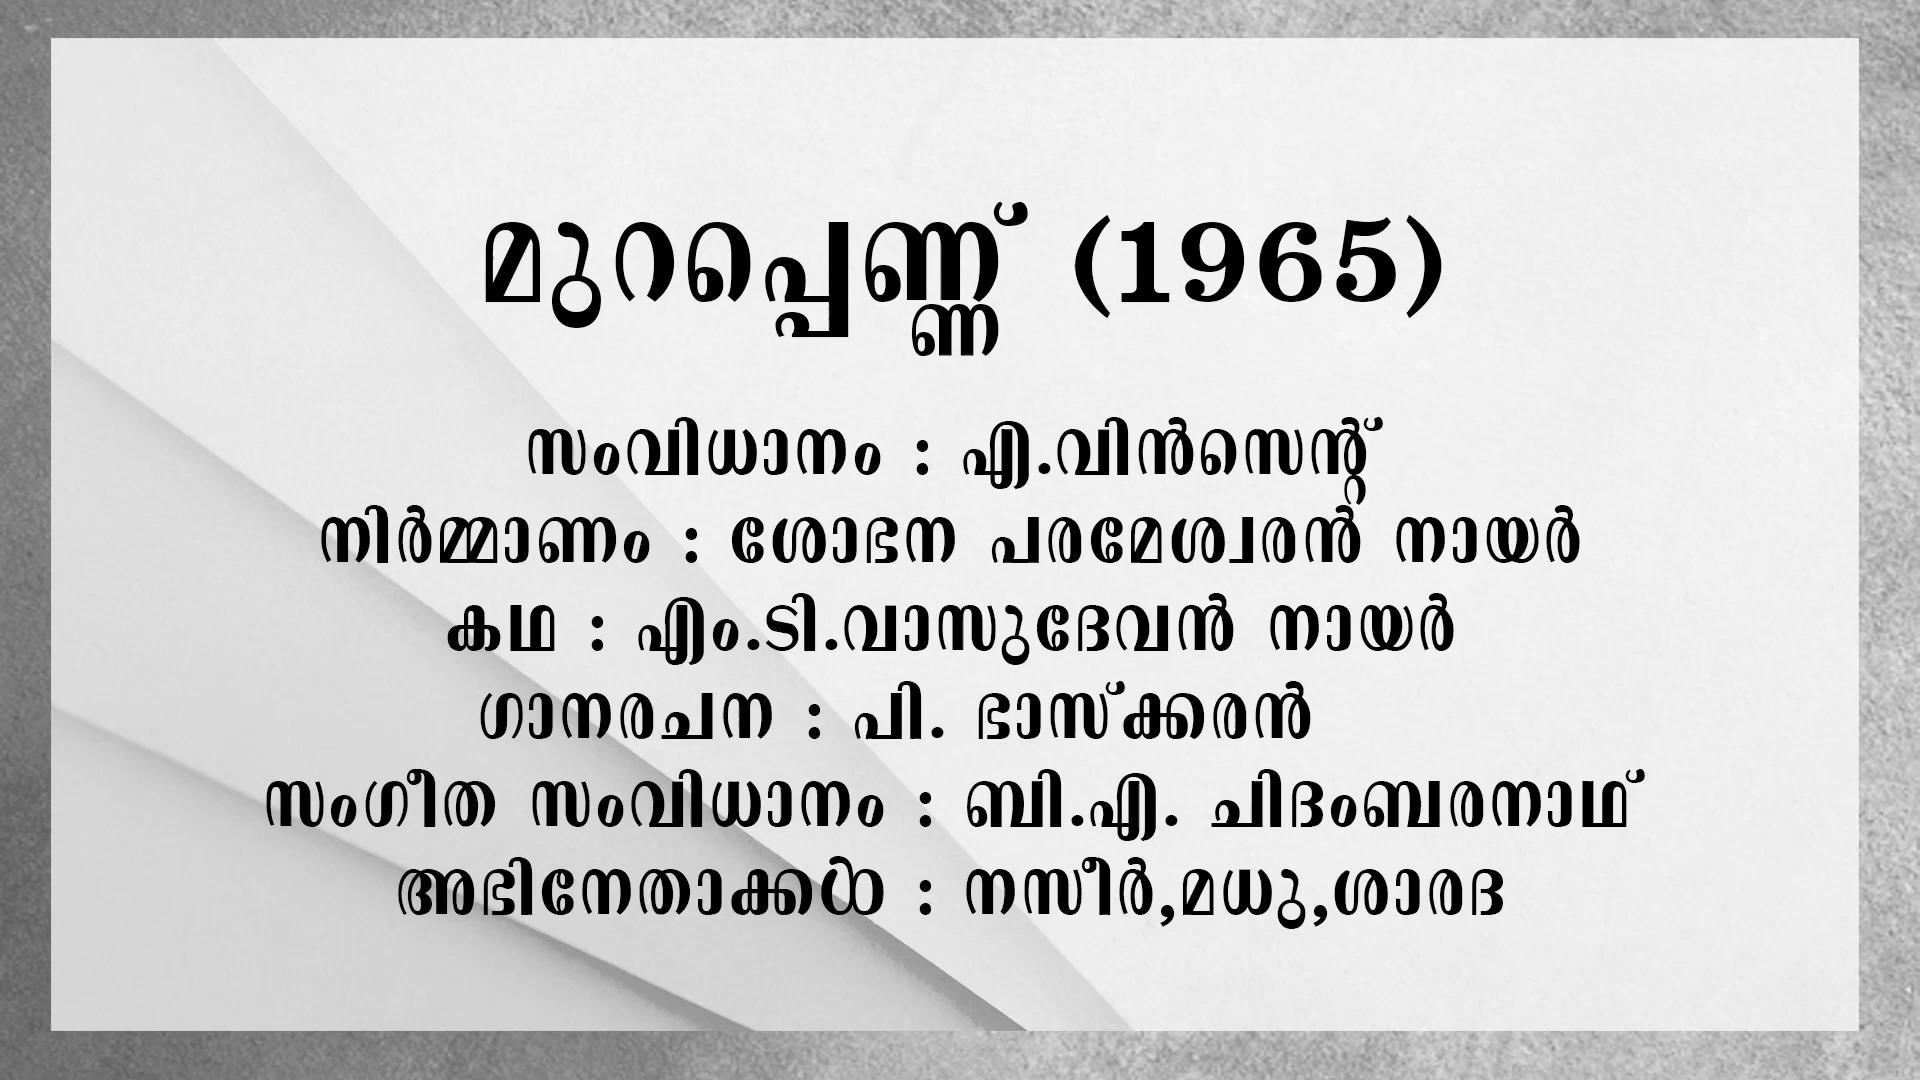 മുറപ്പെണ്ണ് (1965)
സംവിധാനം : എ.വിൻസെന്റ്
നിർമ്മാണം : ശോഭന പരമേശ്വരൻ നായർ
കഥ : എം.ടി.വാസുദേവൻ നായർ
ഗാനരചന : പി. ഭാസ്ക്കരൻ
സംഗീത സംവിധാനം : ബി.എ. ചിദംബരനാഥ്
അഭിനേതാക്കൾ : നസീർ,മധു,ശാരദ